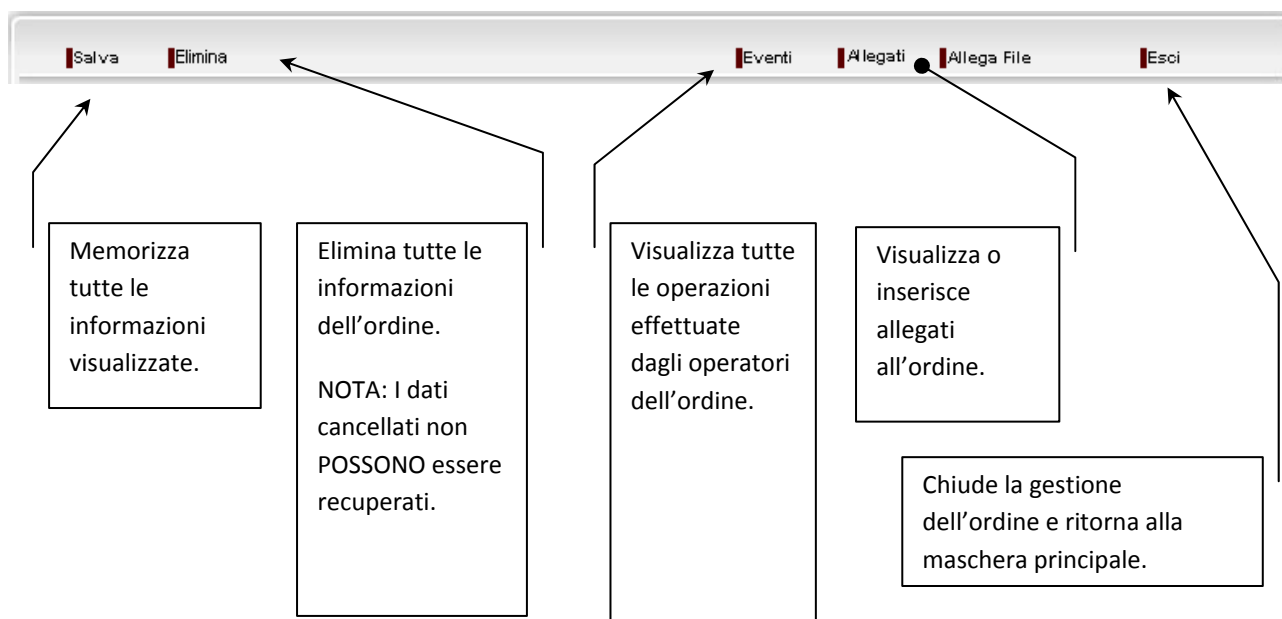 Salva Elimina Eventi Allegati Allega File Esci
Memorizza
tutte le
informazioni
visualizzate.
Elimina tutte le
informazioni
dell’ordine.
NOTA: I dati
cancellati non
POSSONO essere
recuperati.
Visualizza tutte
le operazioni
effettuate
dagli operatori
dell’ordine.
Visualizza o
inserisce
allegati
all’ordine.
Chiude la gestione
dell’ordine e ritorna alla
maschera principale.